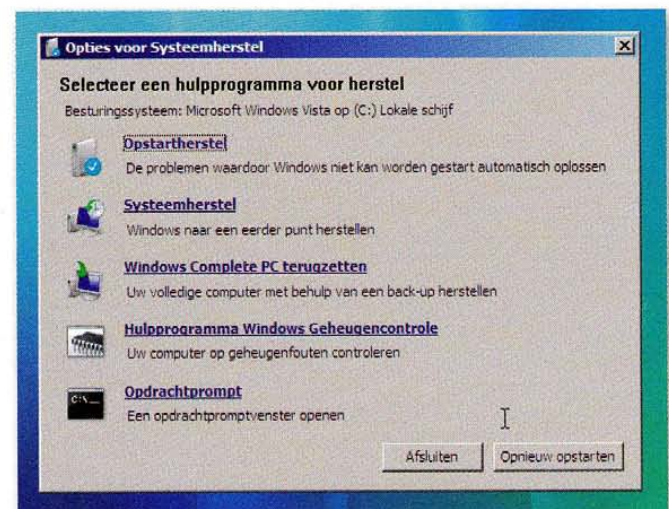 Opties voor Systeemherstel
Selecteer een hulpprogramma voor herstel
Besturingssysteem: Microsoft Windows Vista op (C:) Lokale schijf
Opstartherstel
De problemen waardoor Windows niet kan worden gestart automatisch oplossen
Systeemherstel
Windows naar een eerder punt herstellen
Windows Complete PC terugzetten
Uw volledige computer met behulp van een back-up herstellen
Hulpprogramma Windows Geheugencontrole
Uw computer op geheugenfouten controleren
C:\_
Opdrachtprompt
Een opdrachtpromptvenster openen
Afsluiten
Opnieuw opstarten